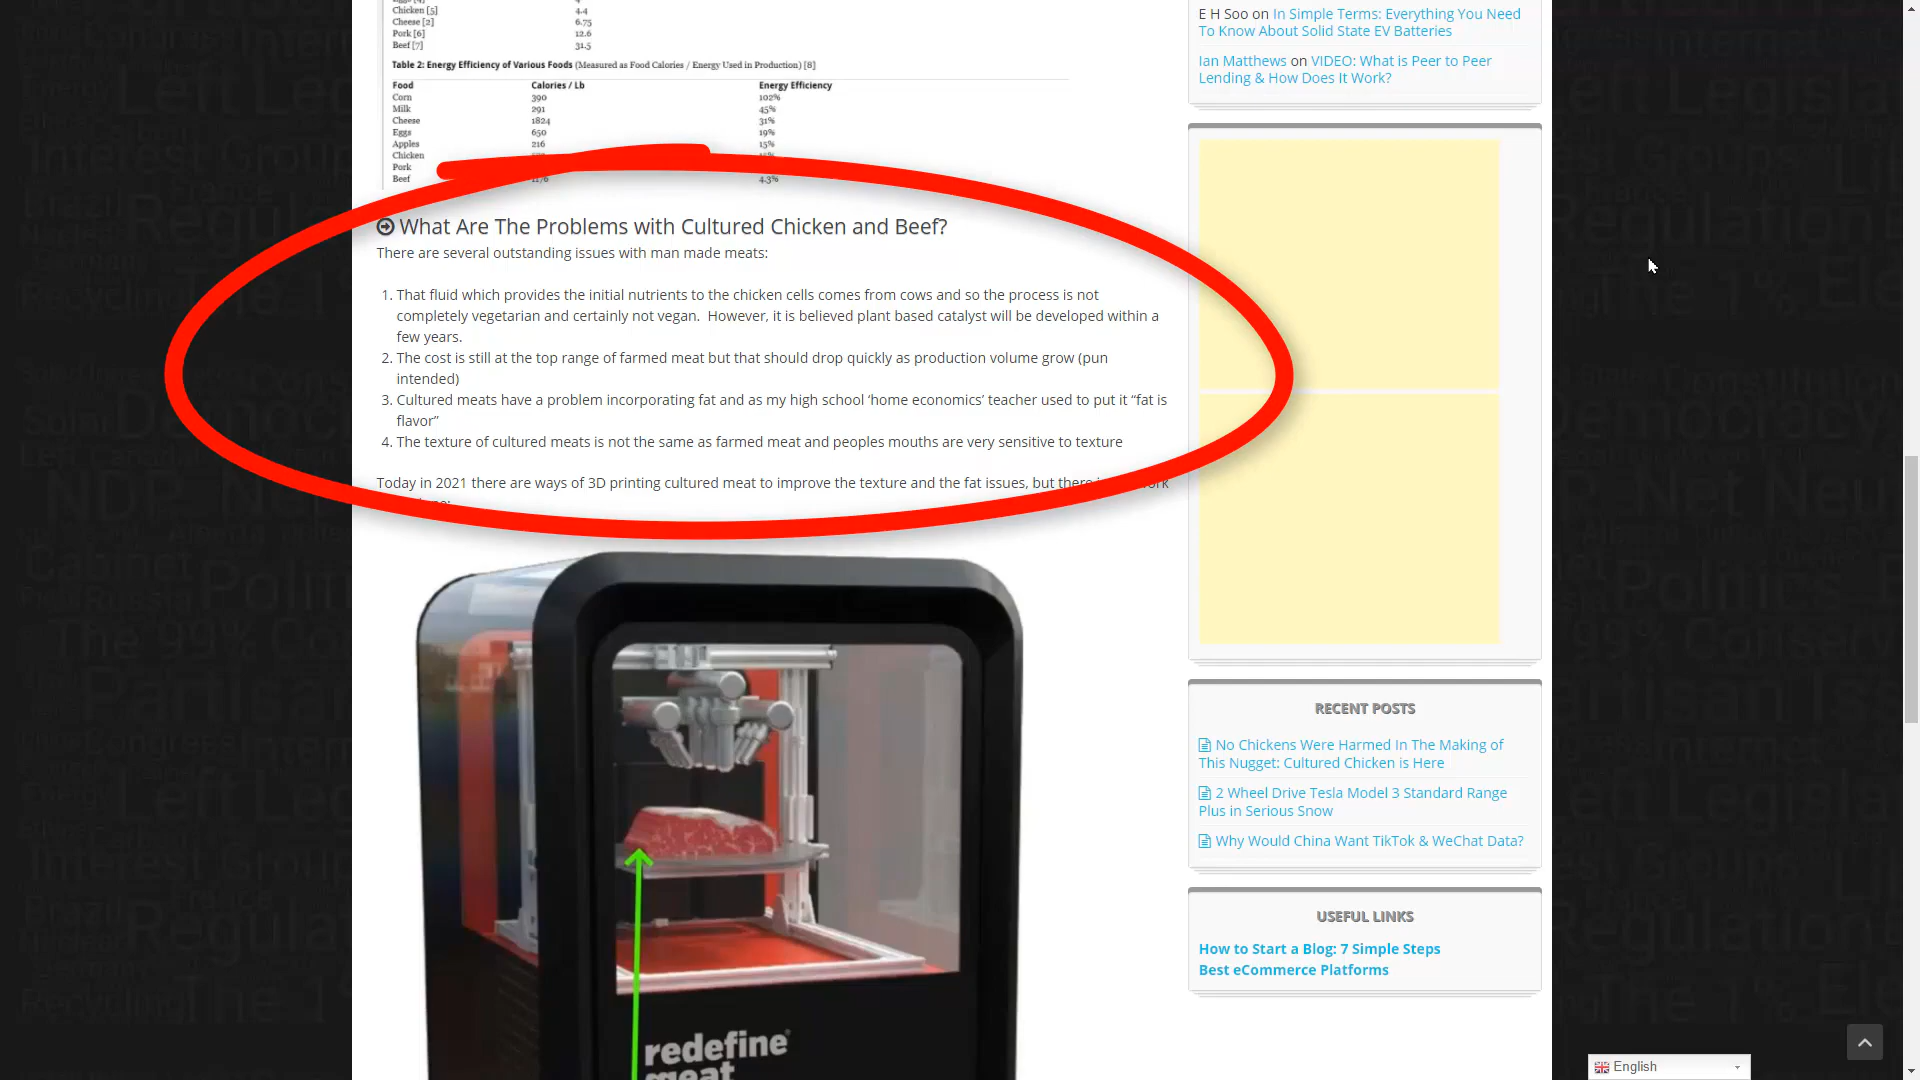 Chicken [5] 4.4
Cheese [2] 6.75
Pork [6] 12.6
Beef [7] 31.5
Table 2: Energy Efficiency of Various Foods (Measured as Food Calories / Energy Used in Production) [8]
Food Calories / Lb Energy Efficiency
Corn 390 102%
Milk 291 45%
Cheese 1824 31%
Eggs 650 19%
Apples 216 15%
Chicken
Pork
Beef 1176 4.3%
What Are The Problems with Cultured Chicken and Beef?
There are several outstanding issues with man made meats:
1. That fluid which provides the initial nutrients to the chicken cells comes from cows and so the process is not
completely vegetarian and certainly not vegan. However, it is believed plant based catalyst will be developed within a
few years.
2. The cost is still at the top range of farmed meat but that should drop quickly as production volume grow (pun
intended)
3. Cultured meats have a problem incorporating fat and as my high school ‘home economics’ teacher used to put it “fat is
flavor”
4. The texture of cultured meats is not the same as farmed meat and peoples mouths are very sensitive to texture
Today in 2021 there are ways of 3D printing cultured meat to improve the texture and the fat issues, but there
redefine
meat
E H Soo on In Simple Terms: Everything You Need
To Know About Solid State EV Batteries
Ian Matthews on VIDEO: What is Peer to Peer
Lending & How Does It Work?
RECENT POSTS
No Chickens Were Harmed In The Making of
This Nugget: Cultured Chicken is Here
2 Wheel Drive Tesla Model 3 Standard Range
Plus in Serious Snow
Why Would China Want TikTok & WeChat Data?
USEFUL LINKS
How to Start a Blog: 7 Simple Steps
Best eCommerce Platforms
English